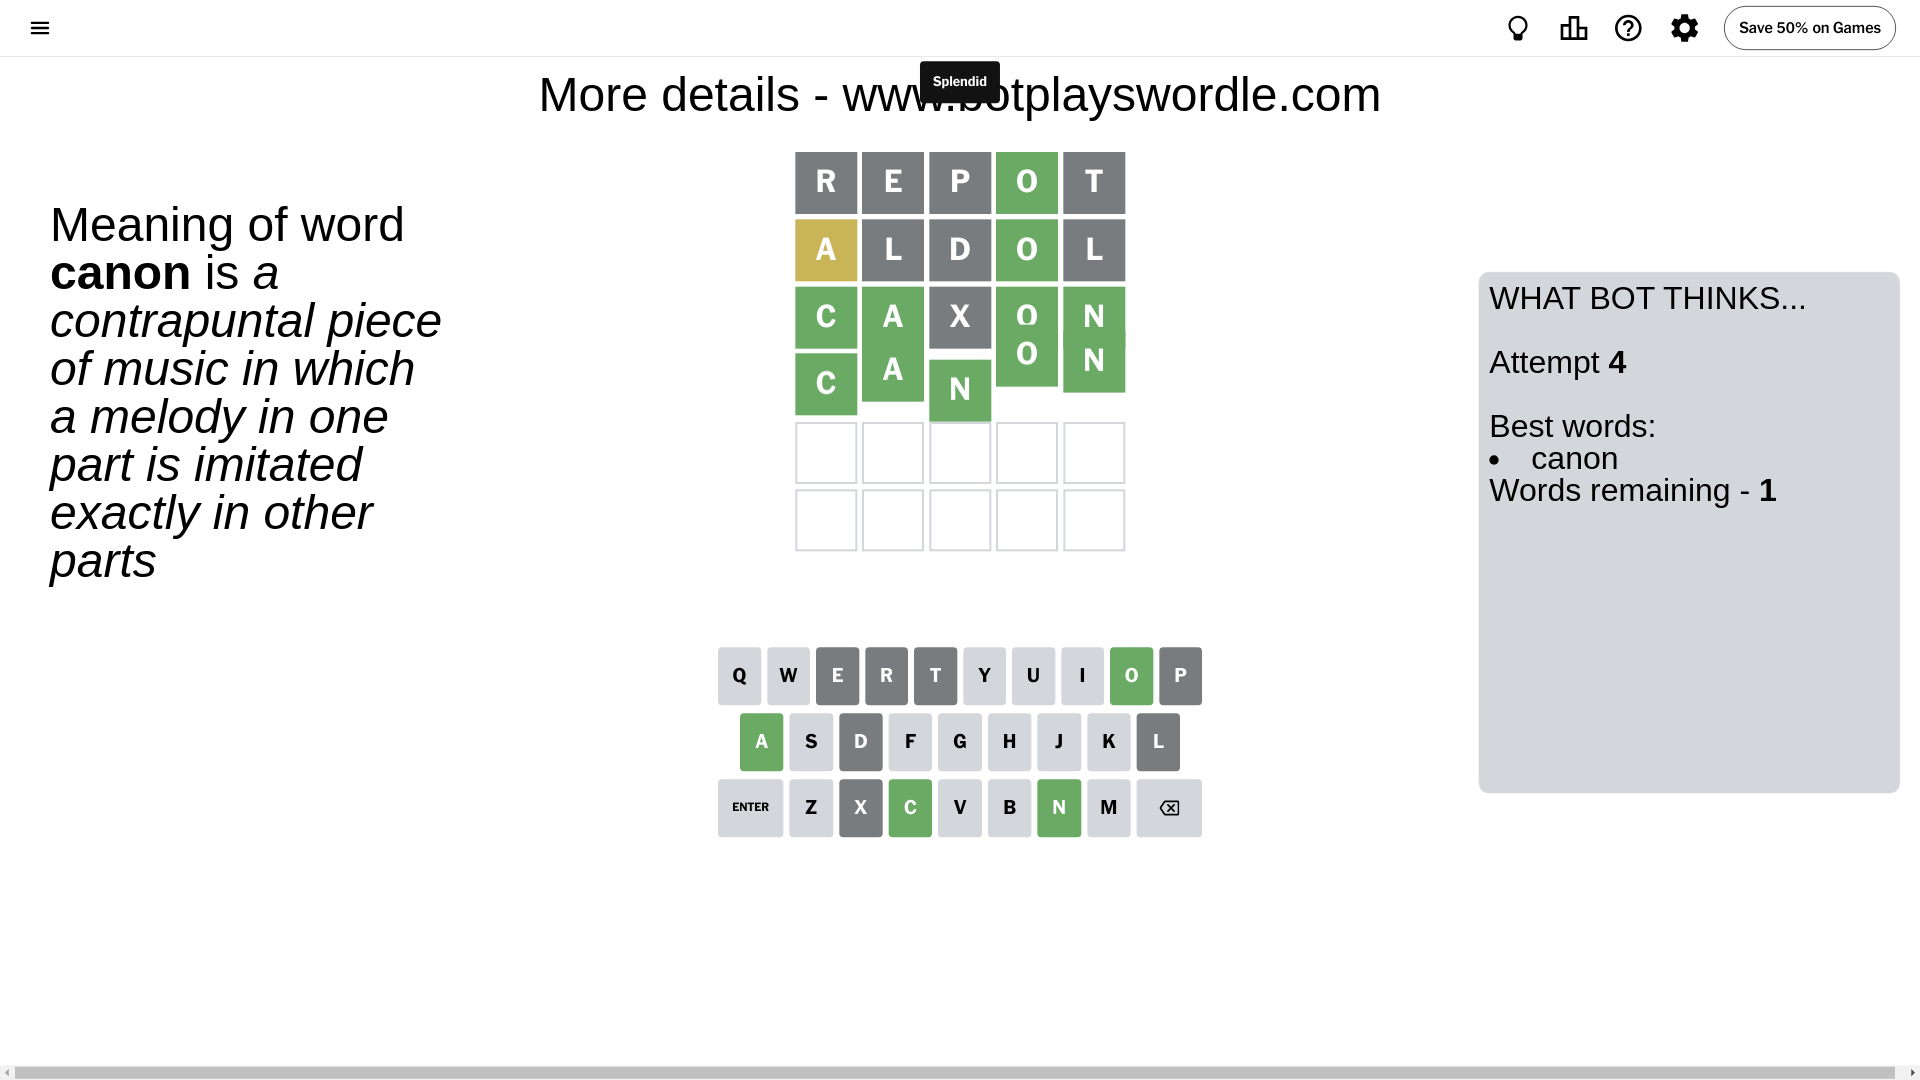 Save 50% on Games
Splendid
More details - www.botplayswordle.com
Meaning of word
canon is a
contrapuntal piece
of music in which
a melody in one
part is imitated
exactly in other
parts
R E P O T
A L D O L
C A X O N
C A N O N
WHAT BOT THINKS...
Attempt 4
Best words:
• canon
Words remaining - 1
Q W E R T Y U I O P
A S D F G H J K L
ENTER Z X C V B N M